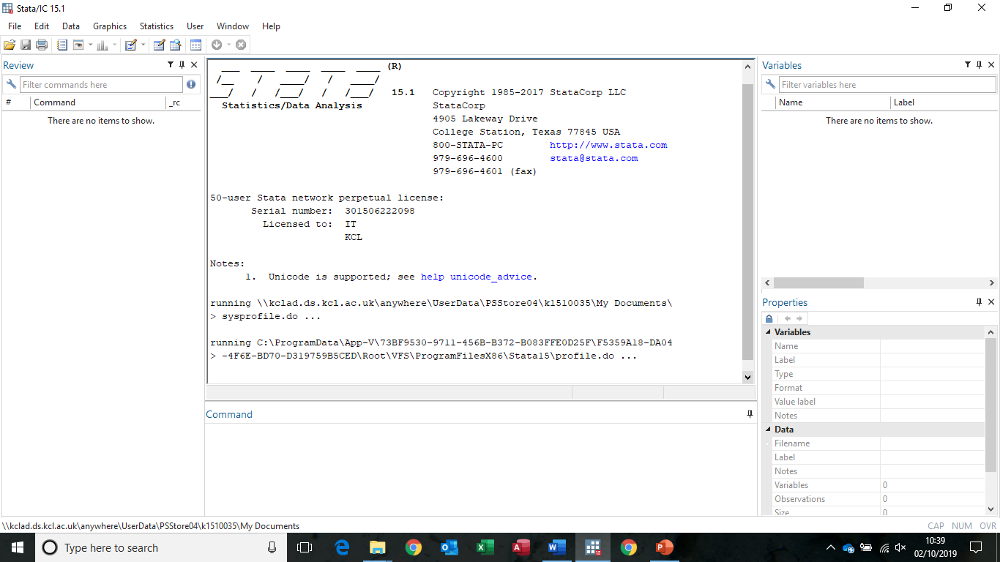 Stata/IC 15.1
File Edit Data Graphics Statistics User Window Help
Review
Filter commands here
# Command _rc
There are no items to show.
(R)
15.1 Copyright 1985-2017 StataCorp LLC
Statistics/Data Analysis StataCorp
4905 Lakeway Drive
College Station, Texas 77845 USA
800-STATA-PC http://www.stata.com
979-696-4600 stata@stata.com
979-696-4601 (fax)
50-user Stata network perpetual license:
Serial number: 301506222098
Licensed to: IT
KCL
Notes:
1. Unicode is supported; see help unicode_advice.
running \\kclad.ds.kcl.ac.uk\anywhere\UserData\PSStore04\k1510035\My Documents\
> sysprofile.do ...
running C:\ProgramData\App-V\73BF9530-9711-456B-B372-B083FFE0D25F\F5359A18-DA04
> -4F6E-BD70-D319759B5CED\Root\VFS\ProgramFilesX86\Stata15\profile.do ...
Command
Variables
Filter variables here
Name Label
There are no items to show.
Properties
Variables
Name
Label
Type
Format
Value label
Notes
Data
Filename
Label
Notes
Variables 0
Observations 0
Size 0
\\kclad.ds.kcl.ac.uk\anywhere\UserData\PSStore04\k1510035\My Documents
CAP NUM OVR
Type here to search
10:39
02/10/2019